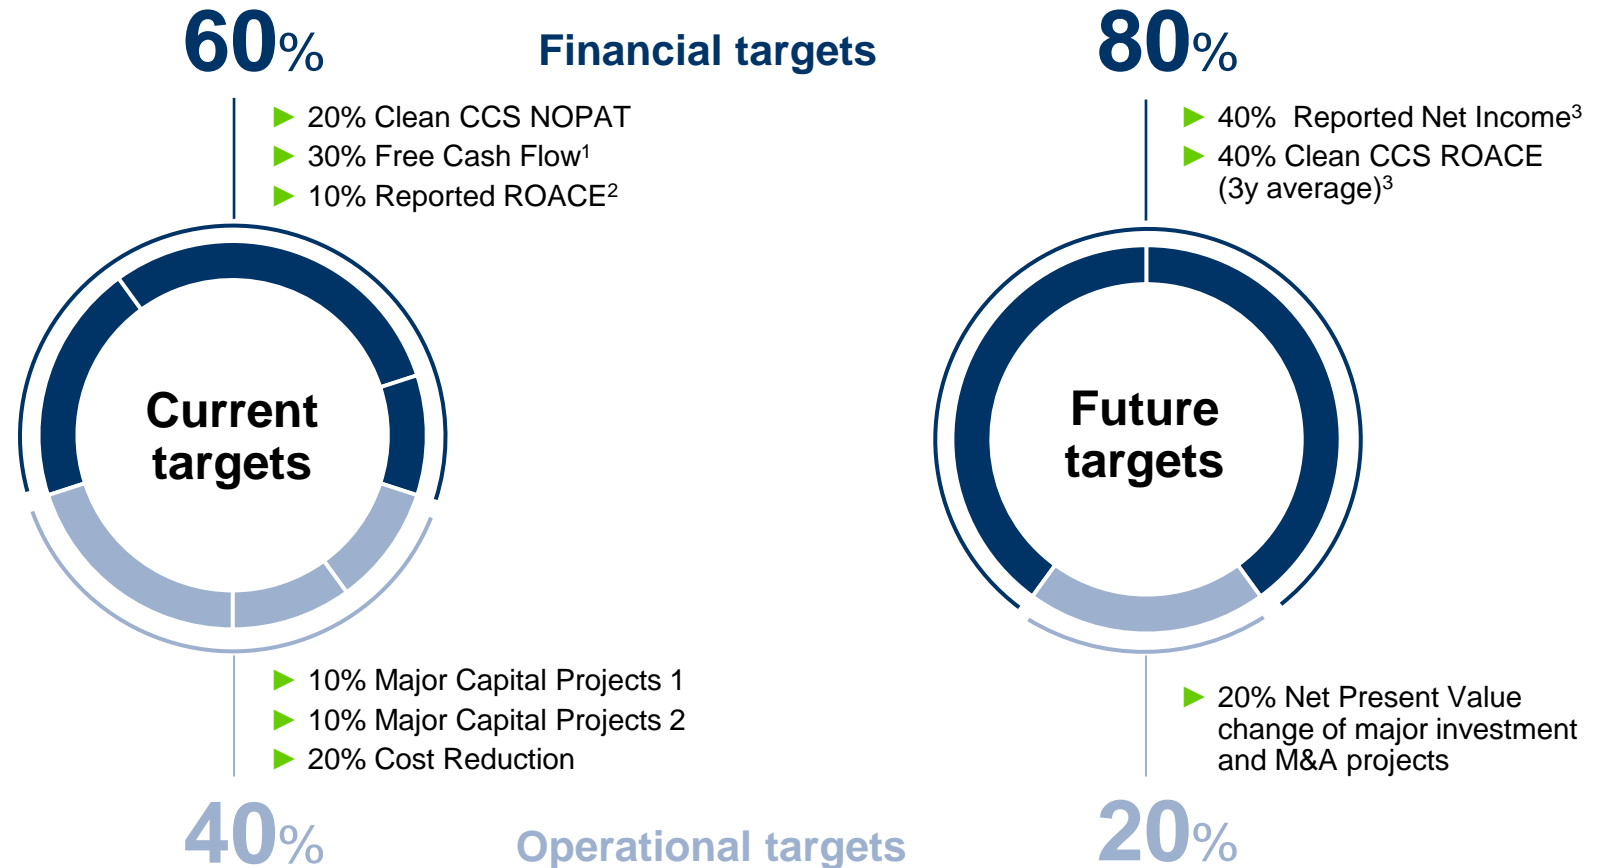 60%
Financial targets
80%
► 20% Clean CCS NOPAT
► 30% Free Cash Flow¹
► 10% Reported ROACE²
► 40% Reported Net Income³
► 40% Clean CCS ROACE
(3y average)³
Current
targets
Future
targets
► 10% Major Capital Projects 1
► 10% Major Capital Projects 2
► 20% Cost Reduction
► 20% Net Present Value
change of major investment
and M&A projects
40%
Operational targets
20%